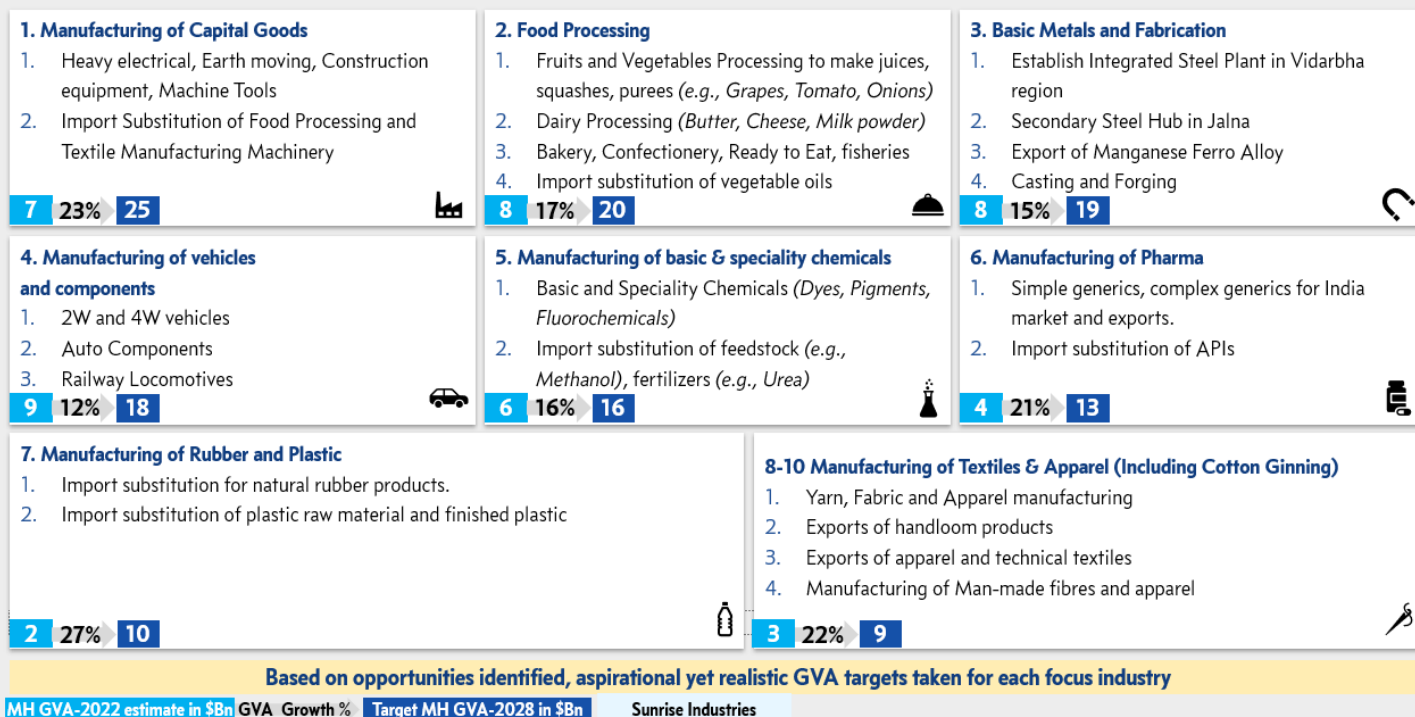 1. Manufacturing of Capital Goods
1. Heavy electrical, Earth moving, Construction
equipment, Machine Tools
2. Import Substitution of Food Processing and
Textile Manufacturing Machinery
7 23% 25
2. Food Processing
1. Fruits and Vegetables Processing to make juices,
squashes, purees (e.g., Grapes, Tomato, Onions)
2. Dairy Processing (Butter, Cheese, Milk powder)
3. Bakery, Confectionery, Ready to Eat, fisheries
4. Import substitution of vegetable oils
8 17% 20
3. Basic Metals and Fabrication
1. Establish Integrated Steel Plant in Vidarbha
region
2. Secondary Steel Hub in Jalna
3. Export of Manganese Ferro Alloy
4. Casting and Forging
8 15% 19
4. Manufacturing of vehicles
and components
1. 2W and 4W vehicles
2. Auto Components
3. Railway Locomotives
9 12% 18
5. Manufacturing of basic & speciality chemicals
1. Basic and Speciality Chemicals (Dyes, Pigments,
Fluorochemicals)
2. Import substitution of feedstock (e.g.,
Methanol), fertilizers (e.g., Urea)
6 16% 16
6. Manufacturing of Pharma
1. Simple generics, complex generics for India
market and exports.
2. Import substitution of APIs
4 21% 13
7. Manufacturing of Rubber and Plastic
1. Import substitution for natural rubber products.
2. Import substitution of plastic raw material and finished plastic
2 27% 10
8-10 Manufacturing of Textiles & Apparel (Including Cotton Ginning)
1. Yarn, Fabric and Apparel manufacturing
2. Exports of handloom products
3. Exports of apparel and technical textiles
4. Manufacturing of Man-made fibres and apparel
3 22% 9
Based on opportunities identified, aspirational yet realistic GVA targets taken for each focus industry
MH GVA-2022 estimate in $Bn GVA Growth % Target MH GVA-2028 in $Bn Sunrise Industries